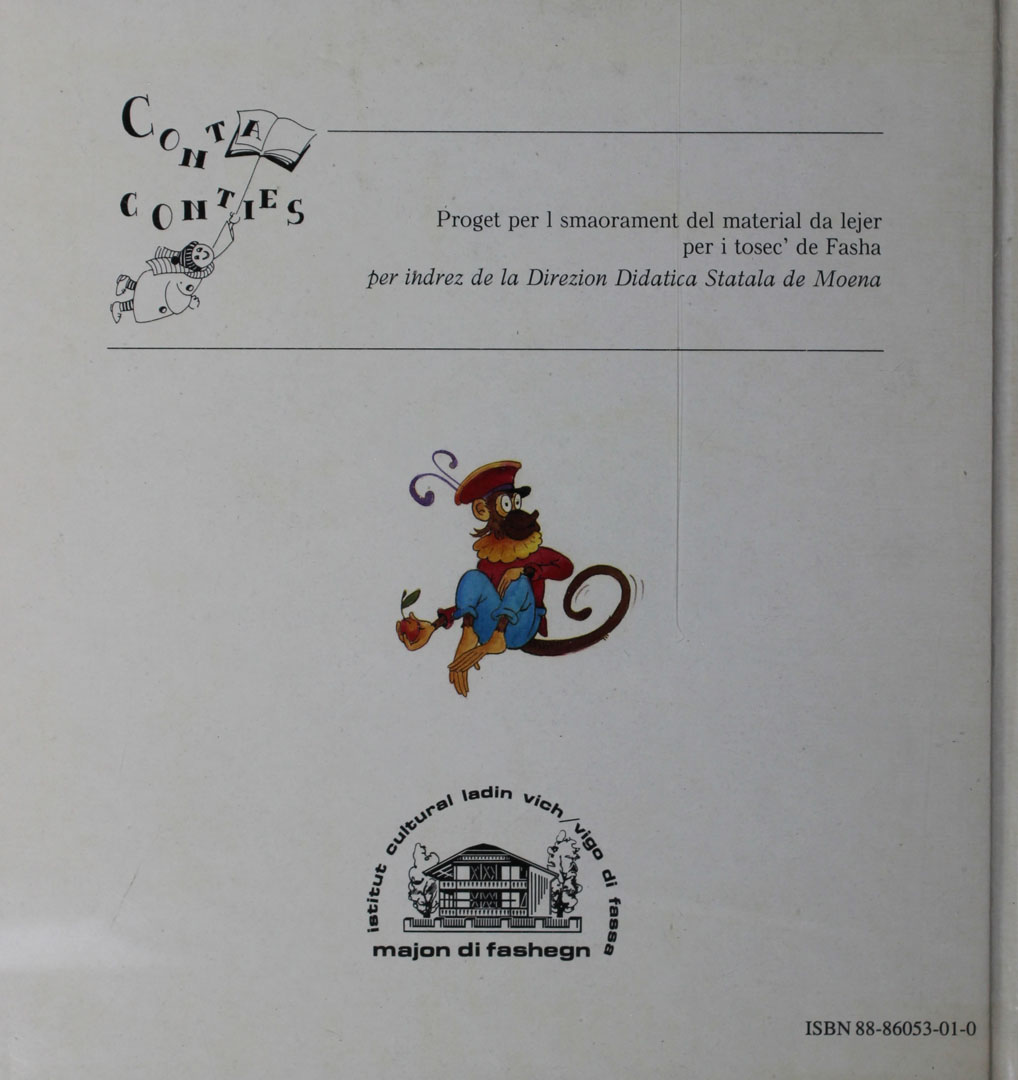 CONTA
CONTIES
Proget per l smaorament del material da lejer
per i tosec' de Fasha
per indrez de la Direzion Didatica Statala de Moena
istitut cultural ladin vich/vigo di fassa
majon di fashegn
ISBN 88-86053-01-0